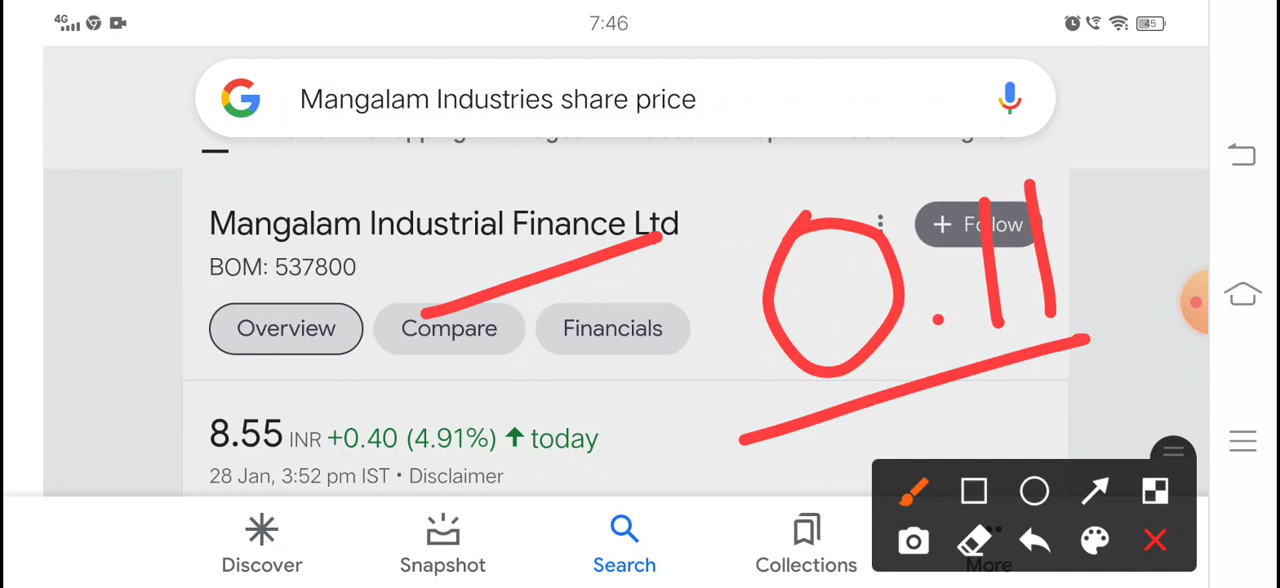 4G 7:46 45
Mangalam Industries share price
Mangalam Industrial Finance Ltd
+ Follow
0.11
BOM: 537800
Overview Compare Financials
8.55 INR +0.40 (4.91%) ↑ today
28 Jan, 3:52 pm IST • Disclaimer
Discover Snapshot Search Collections More